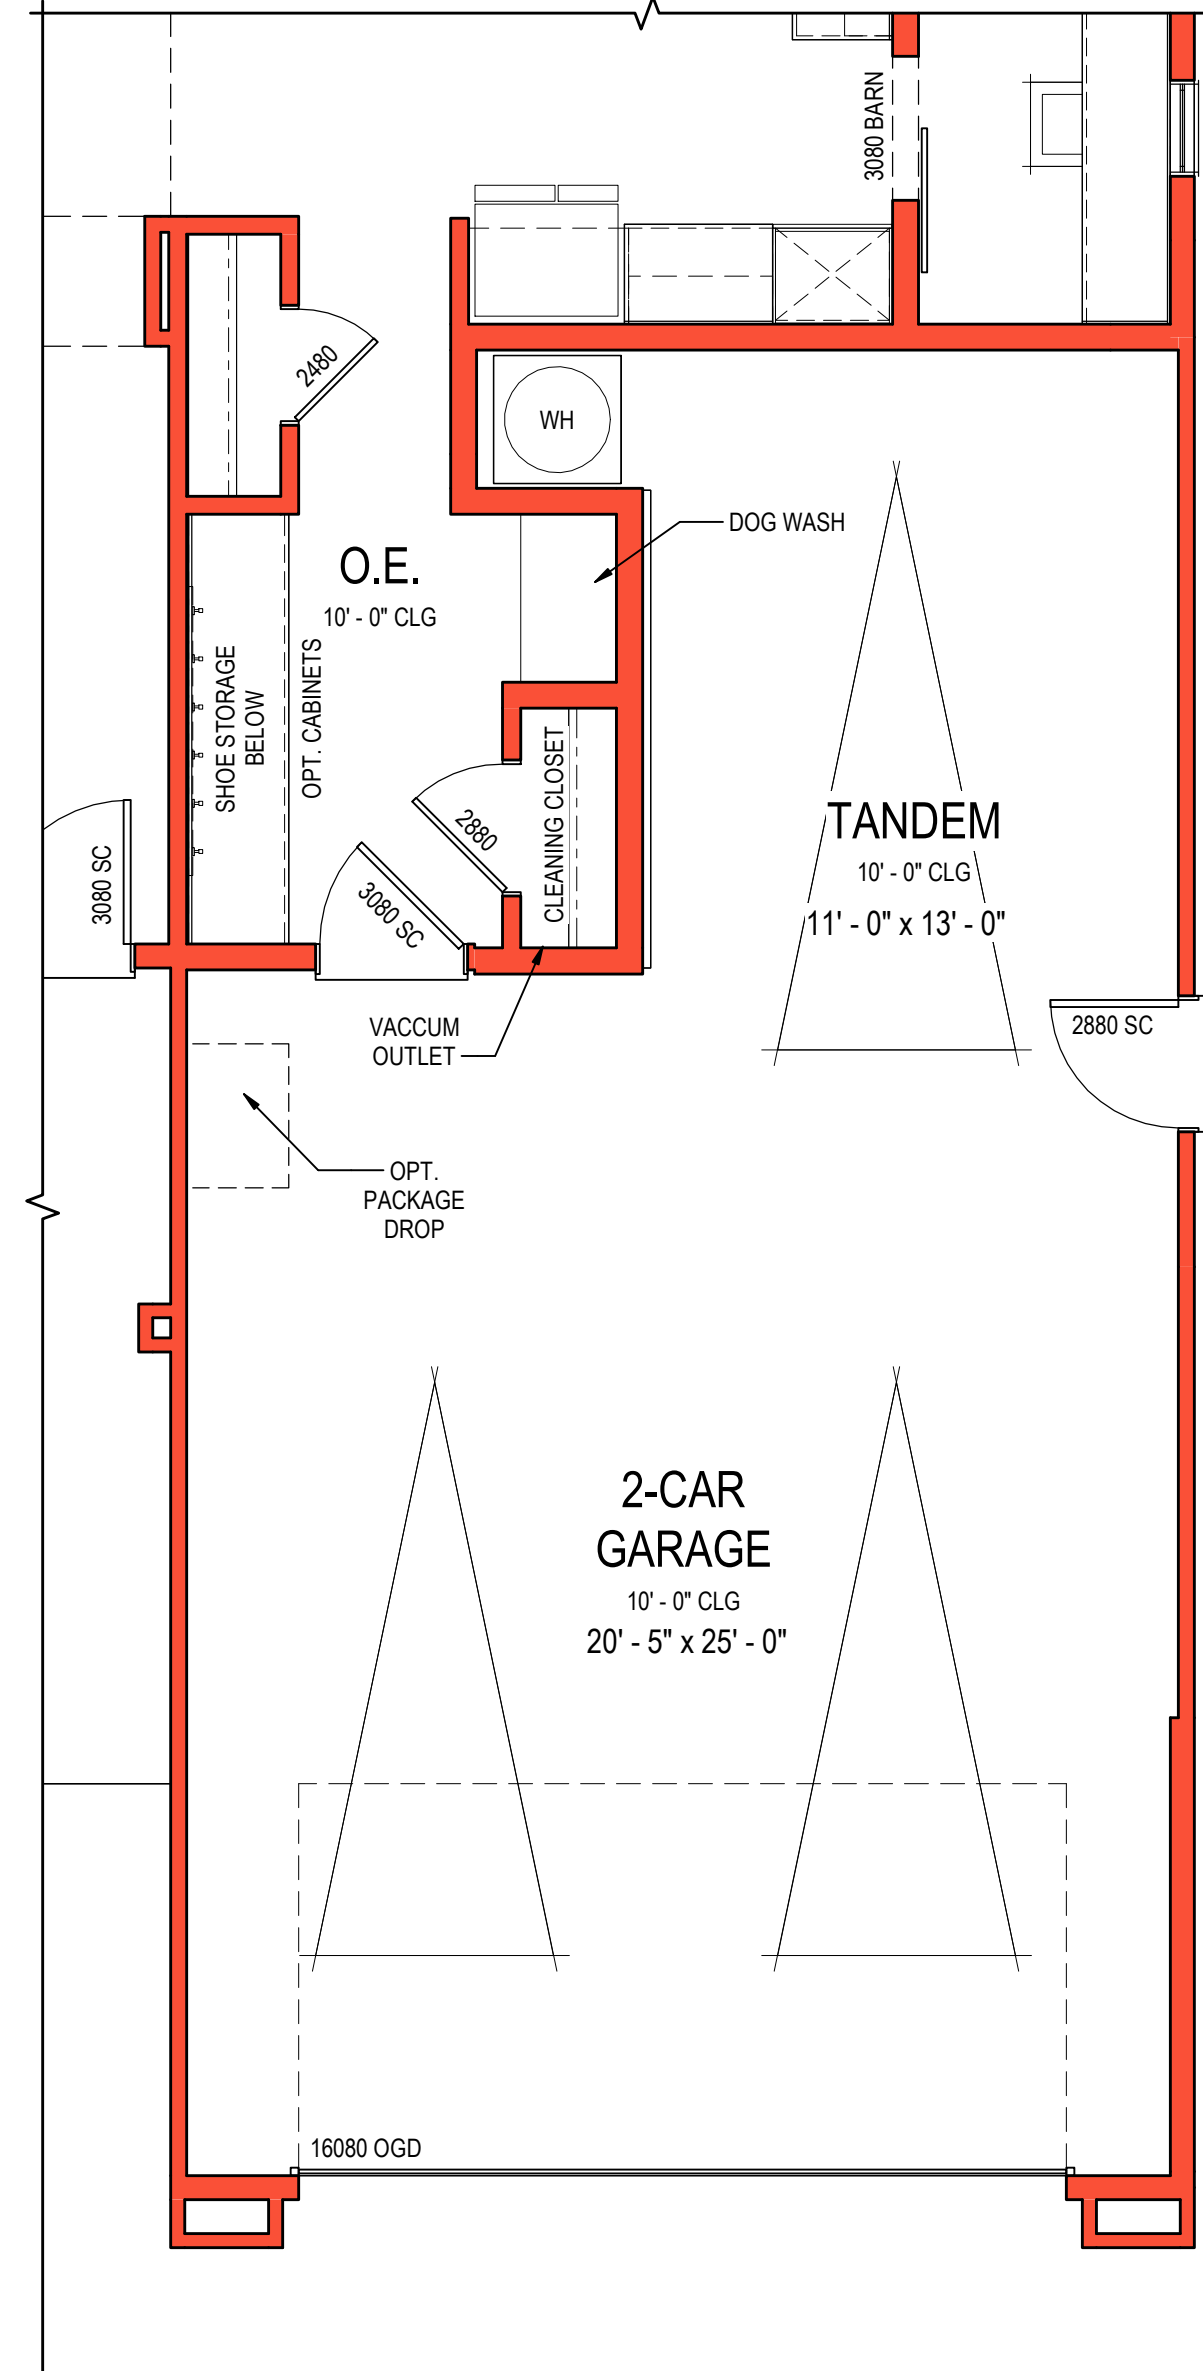 3080 BARN
2480
WH
DOG WASH
O.E.
10' - 0" CLG
SHOE STORAGE
BELOW
OPT. CABINETS
CLEANING CLOSET
2880
3080 SC
3080 SC
TANDEM
10' - 0" CLG
11' - 0" x 13' - 0"
2880 SC
VACCUM
OUTLET
OPT.
PACKAGE
DROP
2-CAR
GARAGE
10' - 0" CLG
20' - 5" x 25' - 0"
16080 OGD